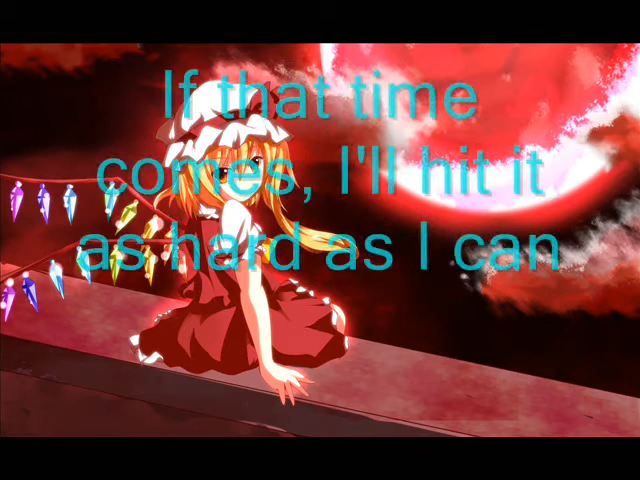 If that time
comes, I'll hit it
as hard as I can